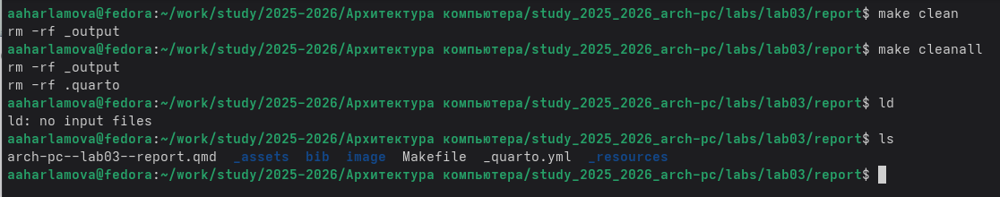 aaharlamova@fedora:~/work/study/2025-2026/Архитектура компьютера/study_2025_2026_arch-pc/labs/lab03/report$ make clean
rm -rf _output
aaharlamova@fedora:~/work/study/2025-2026/Архитектура компьютера/study_2025_2026_arch-pc/labs/lab03/report$ make cleanall
rm -rf _output
rm -rf .quarto
aaharlamova@fedora:~/work/study/2025-2026/Архитектура компьютера/study_2025_2026_arch-pc/labs/lab03/report$ ld
ld: no input files
aaharlamova@fedora:~/work/study/2025-2026/Архитектура компьютера/study_2025_2026_arch-pc/labs/lab03/report$ ls
arch-pc--lab03--report.qmd  _assets  bib  image  Makefile  _quarto.yml  _resources
aaharlamova@fedora:~/work/study/2025-2026/Архитектура компьютера/study_2025_2026_arch-pc/labs/lab03/report$